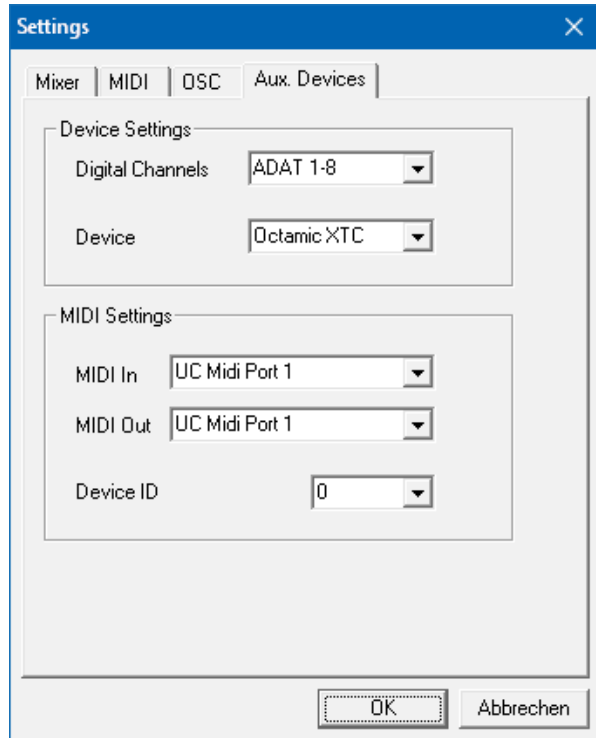 Settings
Mixer MIDI OSC Aux. Devices
Device Settings
Digital Channels ADAT 1-8
Device Octamic XTC
MIDI Settings
MIDI In UC Midi Port 1
MIDI Out UC Midi Port 1
Device ID 0
OK Abbrechen